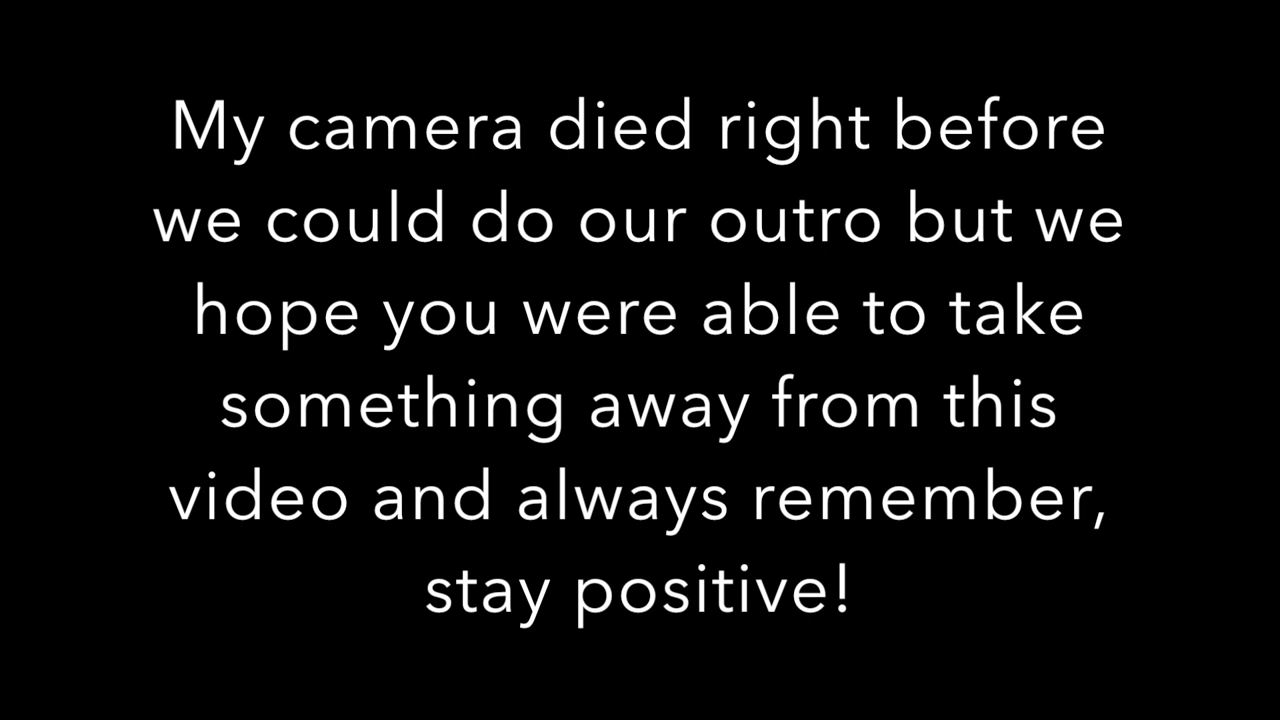 My camera died right before
we could do our outro but we
hope you were able to take
something away from this
video and always remember,
stay positive!